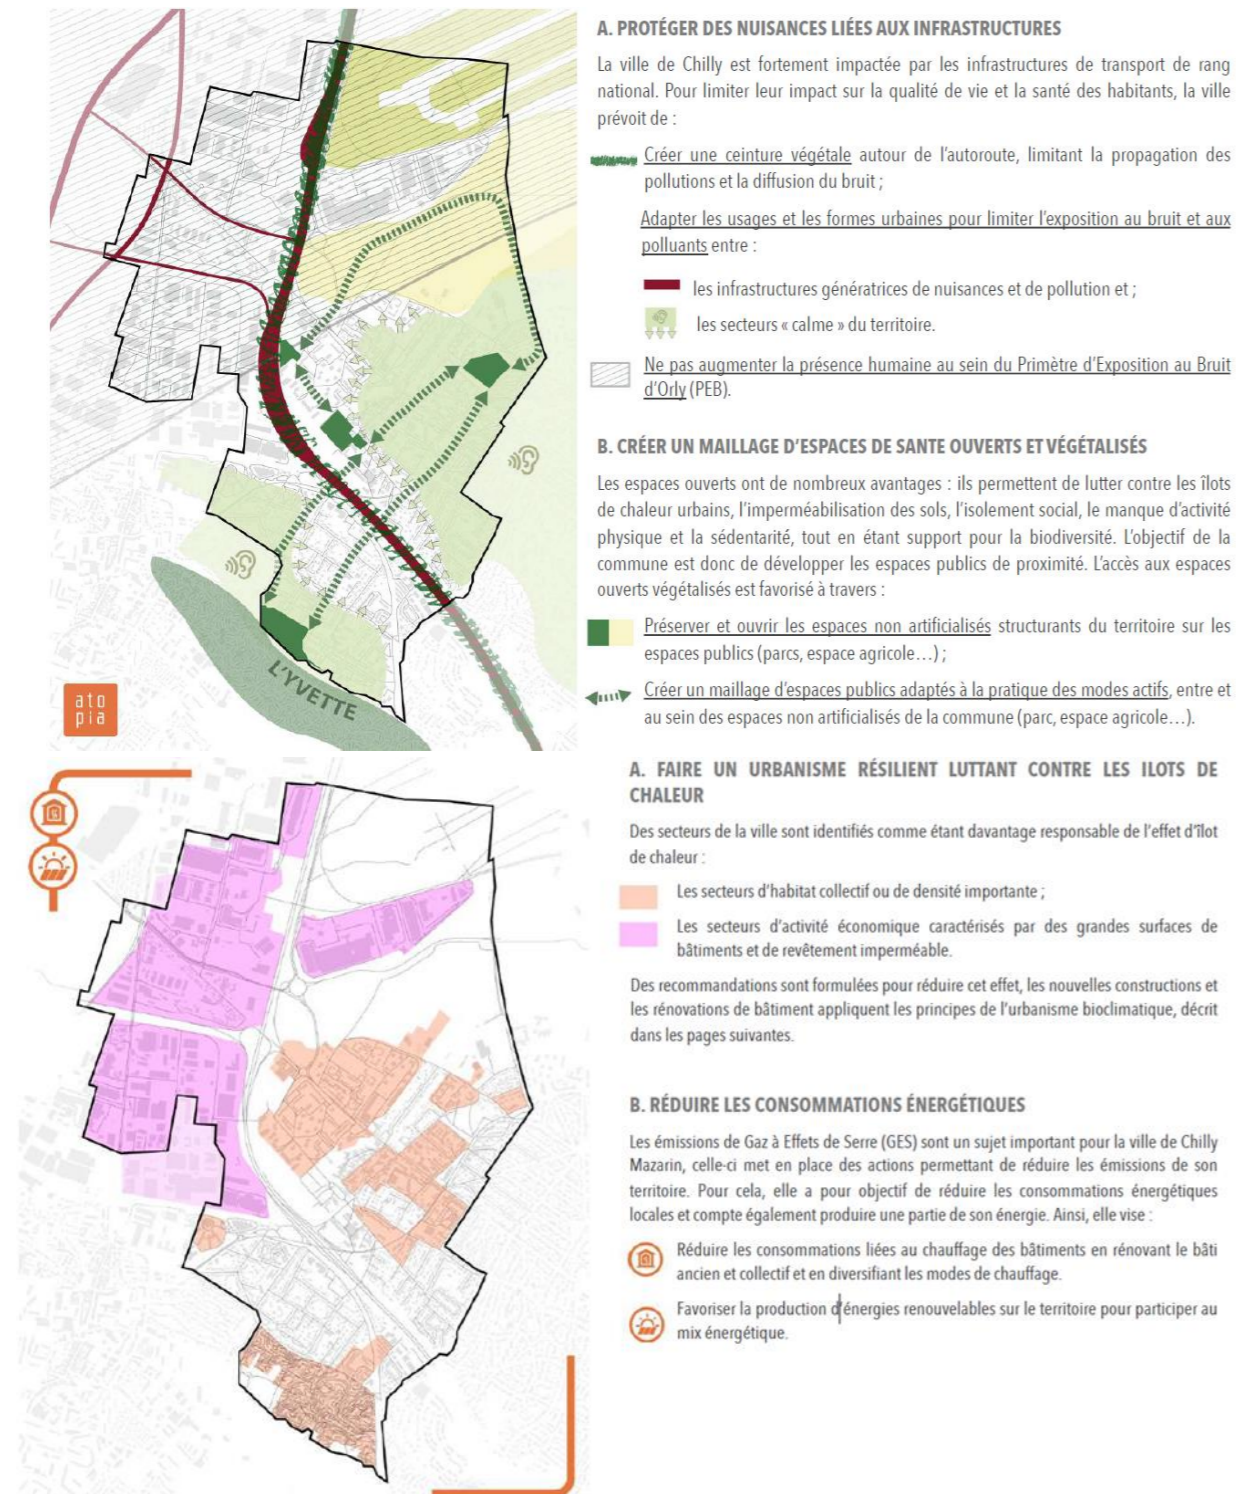 A. PROTÉGER DES NUISANCES LIÉES AUX INFRASTRUCTURES
La ville de Chilly est fortement impactée par les infrastructures de transport de rang
national. Pour limiter leur impact sur la qualité de vie et la santé des habitants, la ville
prévoit de :
Créer une ceinture végétale autour de l'autoroute, limitant la propagation des
pollutions et la diffusion du bruit ;
Adapter les usages et les formes urbaines pour limiter l'exposition au bruit et aux
polluants entre :
les infrastructures génératrices de nuisances et de pollution et ;
les secteurs « calme » du territoire.
Ne pas augmenter la présence humaine au sein du Primètre d'Exposition au Bruit
d'Orly (PEB).
B. CRÉER UN MAILLAGE D'ESPACES DE SANTE OUVERTS ET VÉGÉTALISÉS
Les espaces ouverts ont de nombreux avantages : ils permettent de lutter contre les îlots
de chaleur urbains, l'imperméabilisation des sols, l'isolement social, le manque d'activité
physique et la sédentarité, tout en étant support pour la biodiversité. L'objectif de la
commune est donc de développer les espaces publics de proximité. L'accès aux espaces
ouverts végétalisés est favorisé à travers :
Préserver et ouvrir les espaces non artificialisés structurants du territoire sur les
espaces publics (parcs, espace agricole…) ;
Créer un maillage d'espaces publics adaptés à la pratique des modes actifs, entre et
au sein des espaces non artificialisés de la commune (parc, espace agricole…).
L'YVETTE
ato
pia
A. FAIRE UN URBANISME RÉSILIENT LUTTANT CONTRE LES ILOTS DE
CHALEUR
Des secteurs de la ville sont identifiés comme étant davantage responsable de l'effet d'îlot
de chaleur :
Les secteurs d'habitat collectif ou de densité importante ;
Les secteurs d'activité économique caractérisés par des grandes surfaces de
bâtiments et de revêtement imperméable.
Des recommandations sont formulées pour réduire cet effet, les nouvelles constructions et
les rénovations de bâtiment appliquent les principes de l'urbanisme bioclimatique, décrit
dans les pages suivantes.
B. RÉDUIRE LES CONSOMMATIONS ÉNERGÉTIQUES
Les émissions de Gaz à Effets de Serre (GES) sont un sujet important pour la ville de Chilly
Mazarin, celle-ci met en place des actions permettant de réduire les émissions de son
territoire. Pour cela, elle a pour objectif de réduire les consommations énergétiques
locales et compte également produire une partie de son énergie. Ainsi, elle vise :
Réduire les consommations liées au chauffage des bâtiments en rénovant le bâti
ancien et collectif et en diversifiant les modes de chauffage.
Favoriser la production d'énergies renouvelables sur le territoire pour participer au
mix énergétique.